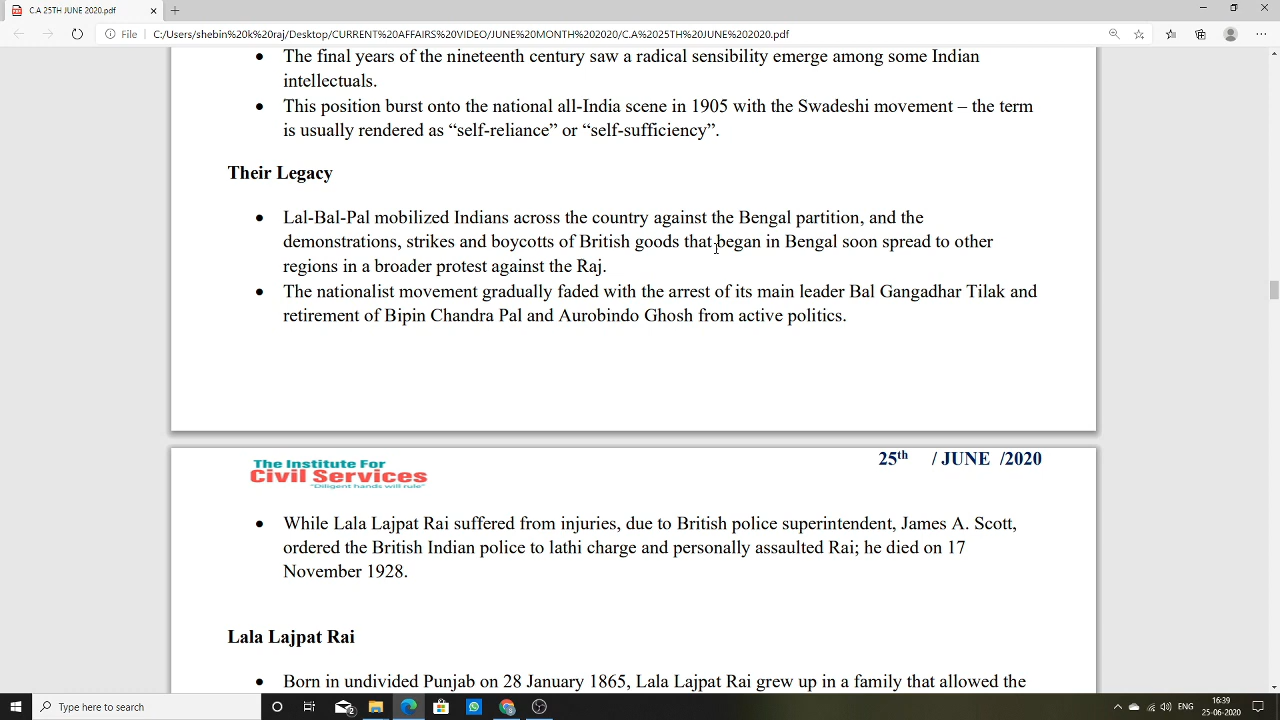 C.A 25TH JUNE 2020.pdf
File
C:/Users/shebin%20k%20raj/Desktop/CURRENT%20AFFAIRS%20VIDEO/JUNE%20MONTH%202020/C.A%2025TH%20JUNE%202020.pdf
• The final years of the nineteenth century saw a radical sensibility emerge among some Indian
intellectuals.
• This position burst onto the national all-India scene in 1905 with the Swadeshi movement – the term
is usually rendered as “self-reliance” or “self-sufficiency”.
Their Legacy
• Lal-Bal-Pal mobilized Indians across the country against the Bengal partition, and the
demonstrations, strikes and boycotts of British goods that began in Bengal soon spread to other
regions in a broader protest against the Raj.
• The nationalist movement gradually faded with the arrest of its main leader Bal Gangadhar Tilak and
retirement of Bipin Chandra Pal and Aurobindo Ghosh from active politics.
The Institute For
Civil Services
"Diligent hands will rule"
25th / JUNE /2020
• While Lala Lajpat Rai suffered from injuries, due to British police superintendent, James A. Scott,
ordered the British Indian police to lathi charge and personally assaulted Rai; he died on 17
November 1928.
Lala Lajpat Rai
• Born in undivided Punjab on 28 January 1865, Lala Lajpat Rai grew up in a family that allowed the
Type here to search
2
ENG
16:39
25-06-2020